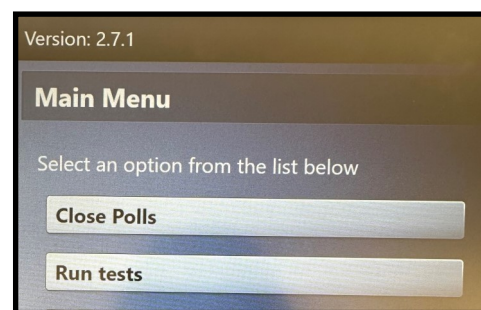 Version: 2.7.1
Main Menu
Select an option from the list below
Close Polls
Run tests